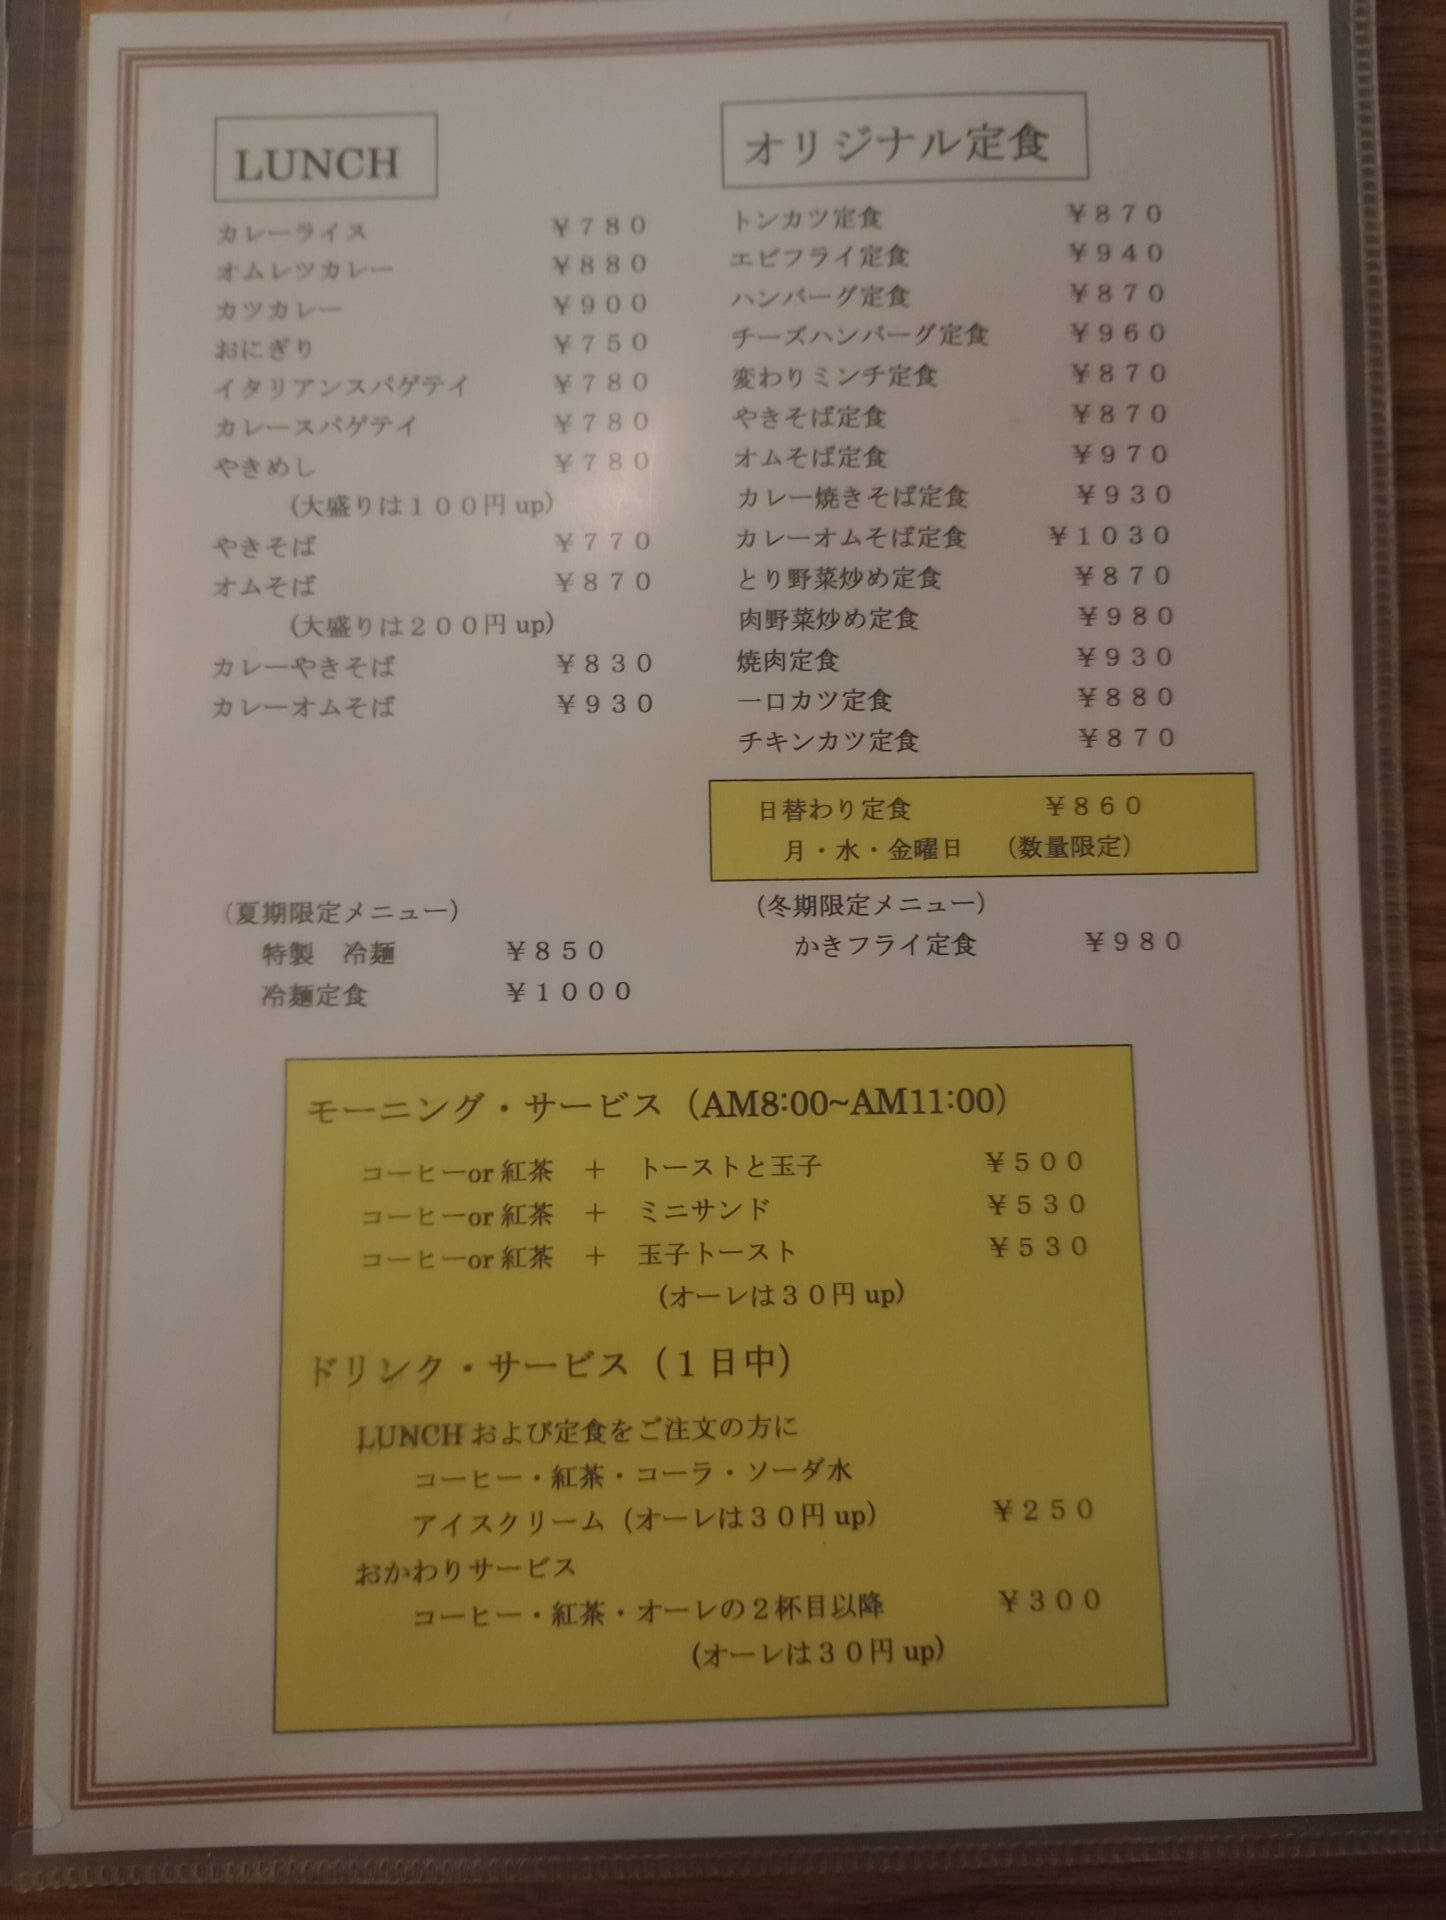 LUNCH
カレーライス ￥７８０
オムレツカレー ￥８８０
カツカレー ￥９００
おにぎり ￥７５０
イタリアンスパゲテイ ￥７８０
カレースパゲテイ ￥７８０
やきめし ￥７８０
(大盛りは１００円 up)
やきそば ￥７７０
オムそば ￥８７０
(大盛りは２００円 up)
カレーやきそば ￥８３０
カレーオムそば ￥９３０
(夏期限定メニュー)
特製　冷麺 ￥８５０
冷麺定食 ￥１０００
オリジナル定食
トンカツ定食 ￥８７０
エビフライ定食 ￥９４０
ハンバーグ定食 ￥８７０
チーズハンバーグ定食 ￥９６０
変わりミンチ定食 ￥８７０
やきそば定食 ￥８７０
オムそば定食 ￥９７０
カレー焼きそば定食 ￥９３０
カレーオムそば定食 ￥１０３０
とり野菜炒め定食 ￥８７０
肉野菜炒め定食 ￥９８０
焼肉定食 ￥９３０
一口カツ定食 ￥８８０
チキンカツ定食 ￥８７０
日替わり定食 ￥８６０
月・水・金曜日 (数量限定)
(冬期限定メニュー)
かきフライ定食 ￥９８０
モーニング・サービス（AM8:00~AM11:00）
コーヒーor 紅茶　＋　トーストと玉子 ￥５００
コーヒーor 紅茶　＋　ミニサンド ￥５３０
コーヒーor 紅茶　＋　玉子トースト ￥５３０
(オーレは３０円 up)
ドリンク・サービス（１日中）
LUNCH および定食をご注文の方に
コーヒー・紅茶・コーラ・ソーダ水
アイスクリーム（オーレは３０円 up） ￥２５０
おかわりサービス
コーヒー・紅茶・オーレの２杯目以降 ￥３００
(オーレは３０円 up)